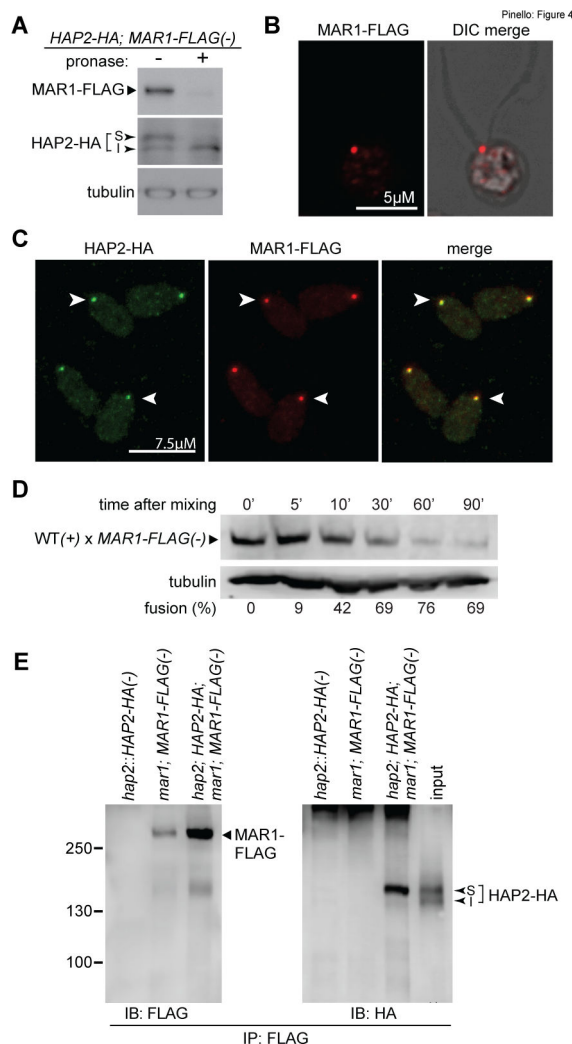 Pinello: Figure 4
A
HAP2-HA; MAR1-FLAG(-)
pronase: - +
MAR1-FLAG
HAP2-HA S
I
tubulin
B
MAR1-FLAG DIC merge
5µM
C
HAP2-HA MAR1-FLAG merge
7.5µM
D
time after mixing 0’ 5’ 10’ 30’ 60’ 90’
WT(+) x MAR1-FLAG(-)
tubulin
fusion (%) 0 9 42 69 76 69
E
hap2::HAP2-HA(-)
mar1; MAR1-FLAG(-)
hap2; HAP2-HA;
mar1; MAR1-FLAG(-)
hap2::HAP2-HA(-)
mar1; MAR1-FLAG(-)
hap2; HAP2-HA;
mar1; MAR1-FLAG(-)
input
250
130
100
MAR1-
FLAG
S
I
HAP2-HA
IB: FLAG IB: HA
IP: FLAG